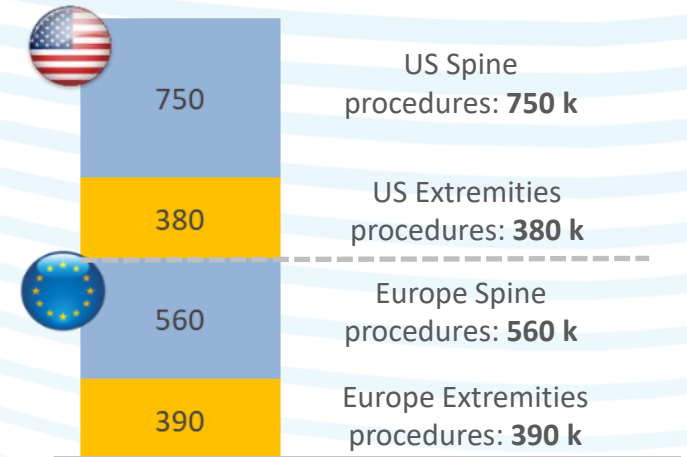 750
US Spine
procedures: 750 k
380
US Extremities
procedures: 380 k
560
Europe Spine
procedures: 560 k
390
Europe Extremities
procedures: 390 k